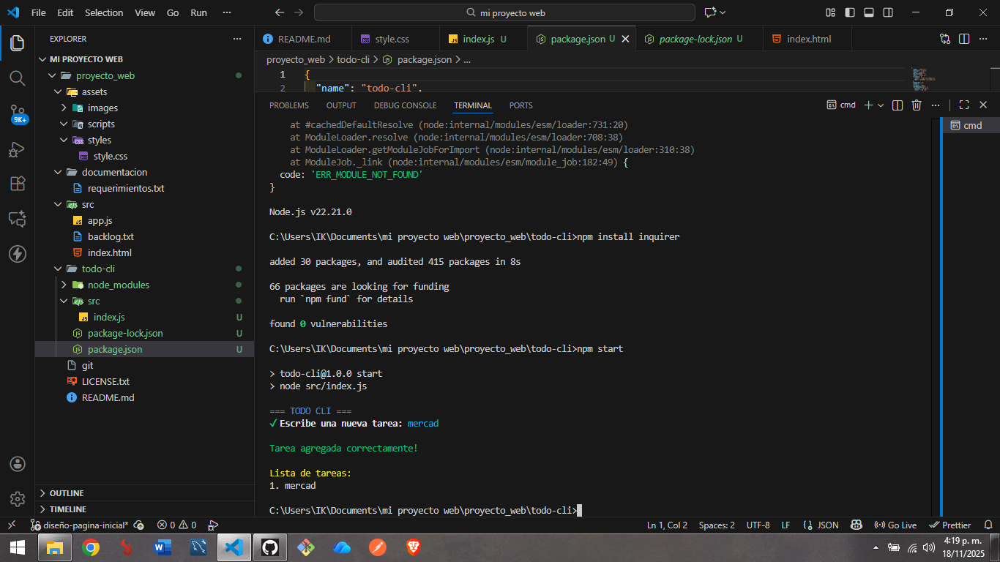 File Edit Selection View Go Run ···
mi proyecto web
EXPLORER ···
MI PROYECTO WEB
proyecto_web
assets
images
scripts
styles
style.css
documentacion
requerimientos.txt
src
app.js
backlog.txt
index.html
todo-cli
node_modules
src
index.js U
package-lock.json U
package.json U
git
LICENSE.txt
README.md
OUTLINE
TIMELINE
9K+
README.md style.css index.js U package.json U package-lock.json U index.html ···
proyecto_web > todo-cli > package.json > ...
1 {
2 "name": "todo-cli",
PROBLEMS OUTPUT DEBUG CONSOLE TERMINAL PORTS cmd ···
cmd
at #cachedDefaultResolve (node:internal/modules/esm/loader:731:20)
at ModuleLoader.resolve (node:internal/modules/esm/loader:708:38)
at ModuleLoader.getModuleJobForImport (node:internal/modules/esm/loader:310:38)
at ModuleJob._link (node:internal/modules/esm/module_job:182:49) {
code: 'ERR_MODULE_NOT_FOUND'
}
Node.js v22.21.0
C:\Users\IK\Documents\mi proyecto web\proyecto_web\todo-cli>npm install inquirer
added 30 packages, and audited 415 packages in 8s
66 packages are looking for funding
run `npm fund` for details
found 0 vulnerabilities
C:\Users\IK\Documents\mi proyecto web\proyecto_web\todo-cli>npm start
> todo-cli@1.0.0 start
> node src/index.js
=== TODO CLI ===
✓ Escribe una nueva tarea: mercad
Tarea agregada correctamente!
Lista de tareas:
1. mercad
C:\Users\IK\Documents\mi proyecto web\proyecto_web\todo-cli>
diseño-pagina-inicial* 0 0 Ln 1, Col 2 Spaces: 2 UTF-8 LF JSON Go Live Prettier
4:19 p. m.
18/11/2025